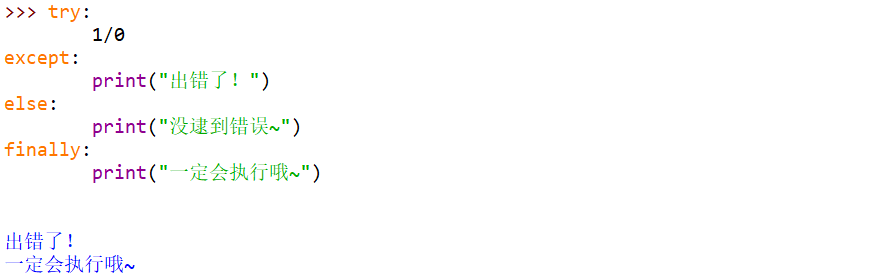 >>> try:
        1/0
except:
        print("出错了！")
else:
        print("没逮到错误~")
finally:
        print("一定会执行哦~")
出错了！
一定会执行哦~